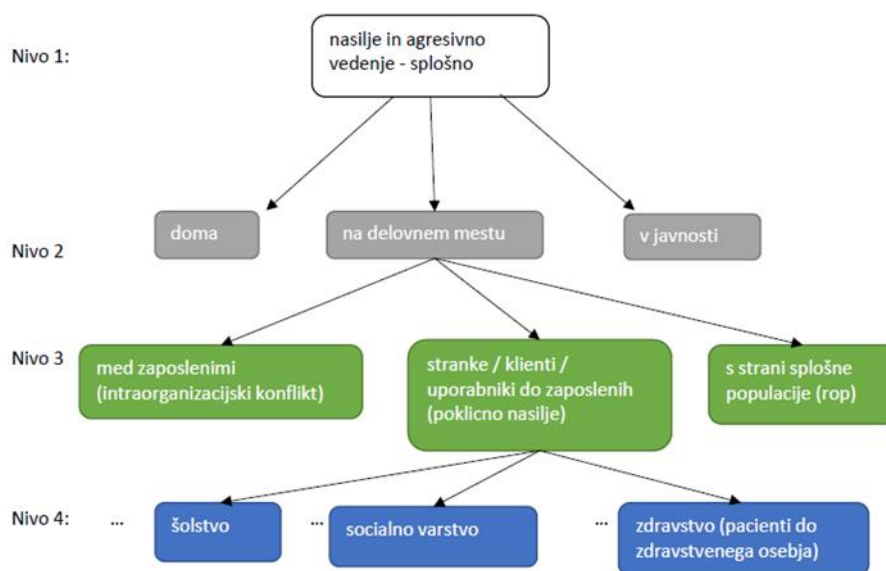 Nivo 1:
nasilje in agresivno
vedenje - splošno
Nivo 2
doma
na delovnem mestu
v javnosti
Nivo 3
med zaposlenimi
(intraorganizacijski konflikt)
stranke / klienti /
uporabniki do zaposlenih
(poklicno nasilje)
s strani splošne
populacije (rop)
Nivo 4:
...
šolstvo
...
socialno varstvo
...
zdravstvo (pacienti do
zdravstvenega osebja)